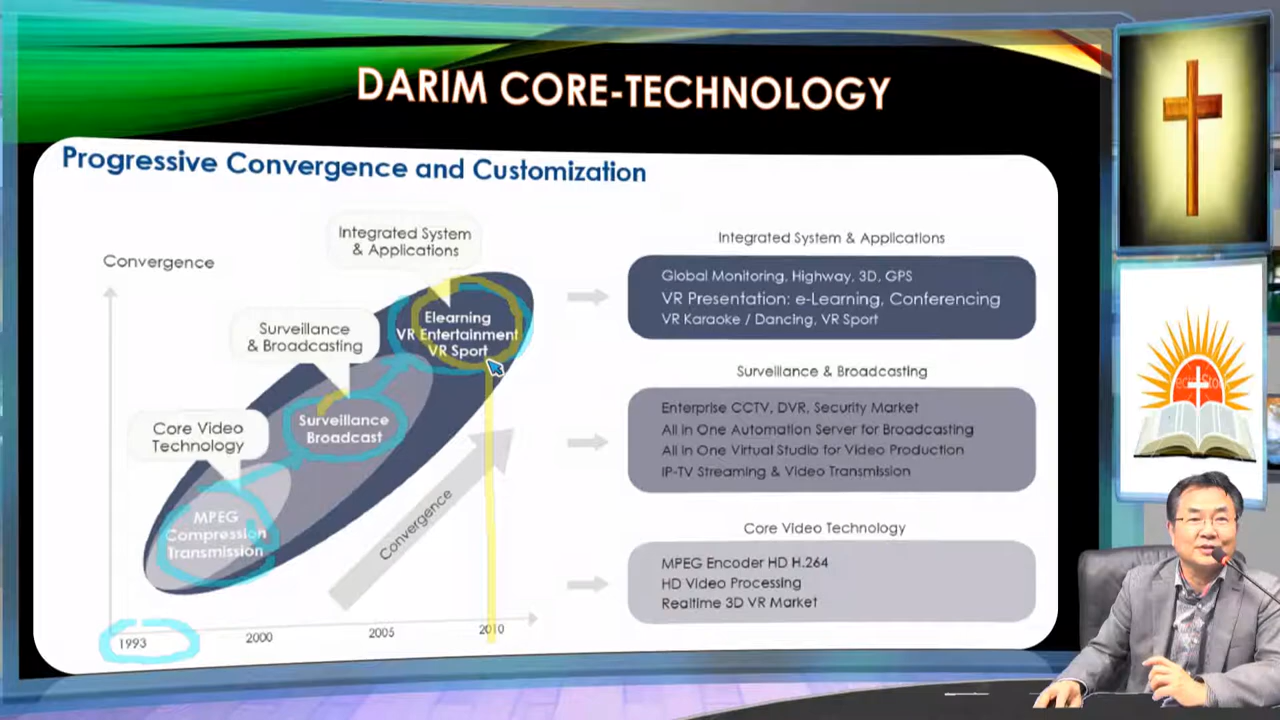 DARIM CORE-TECHNOLOGY
Progressive Convergence and Customization
Integrated System
& Applications
Convergence
Surveillance
& Broadcasting
Elearning
VR Entertainment
VR Sport
Core Video
Technology
Surveillance
Broadcast
MPEG
Compression
Transmission
Convergence
1993
2000
2005
2010
Integrated System & Applications
Global Monitoring, Highway, 3D, GPS
VR Presentation: e-Learning, Conferencing
VR Karaoke / Dancing, VR Sport
Surveillance & Broadcasting
Enterprise CCTV, DVR, Security Market
All in One Automation Server for Broadcasting
All in One Virtual Studio for Video Production
IP-TV Streaming & Video Transmission
Core Video Technology
MPEG Encoder HD H.264
HD Video Processing
Realtime 3D VR Market